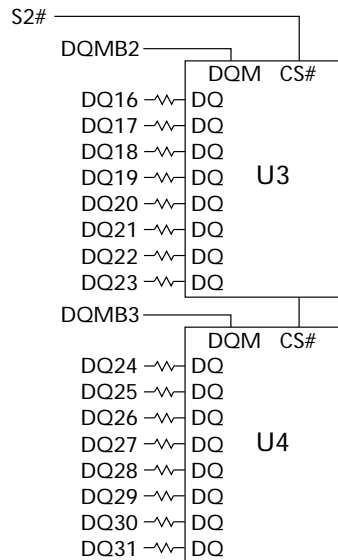 S2#
DQMB2
DQM CS#
DQ16 DQ
DQ17 DQ
DQ18 DQ
DQ19 DQ U3
DQ20 DQ
DQ21 DQ
DQ22 DQ
DQ23 DQ
DQMB3
DQM CS#
DQ24 DQ
DQ25 DQ
DQ26 DQ
DQ27 DQ U4
DQ28 DQ
DQ29 DQ
DQ30 DQ
DQ31 DQ